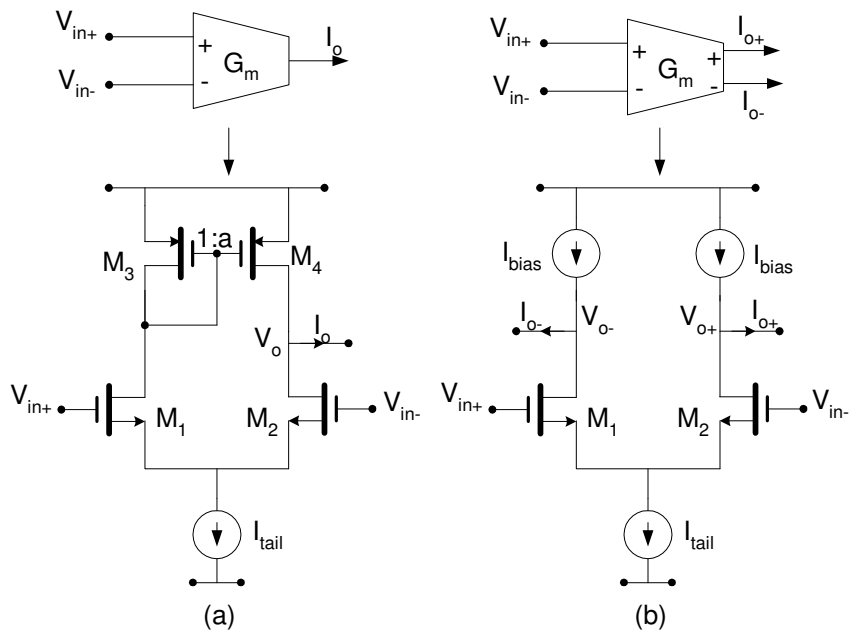 V_in+
V_in-
+
-
G_m
I_o
V_in+
V_in-
+
-
G_m
+
-
I_o+
I_o-
1:a
M_3
M_4
V_o
I_o
V_in+
M_1
M_2
V_in-
I_tail
(a)
I_bias
I_bias
I_o-
V_o-
V_o+
I_o+
V_in+
M_1
M_2
V_in-
I_tail
(b)